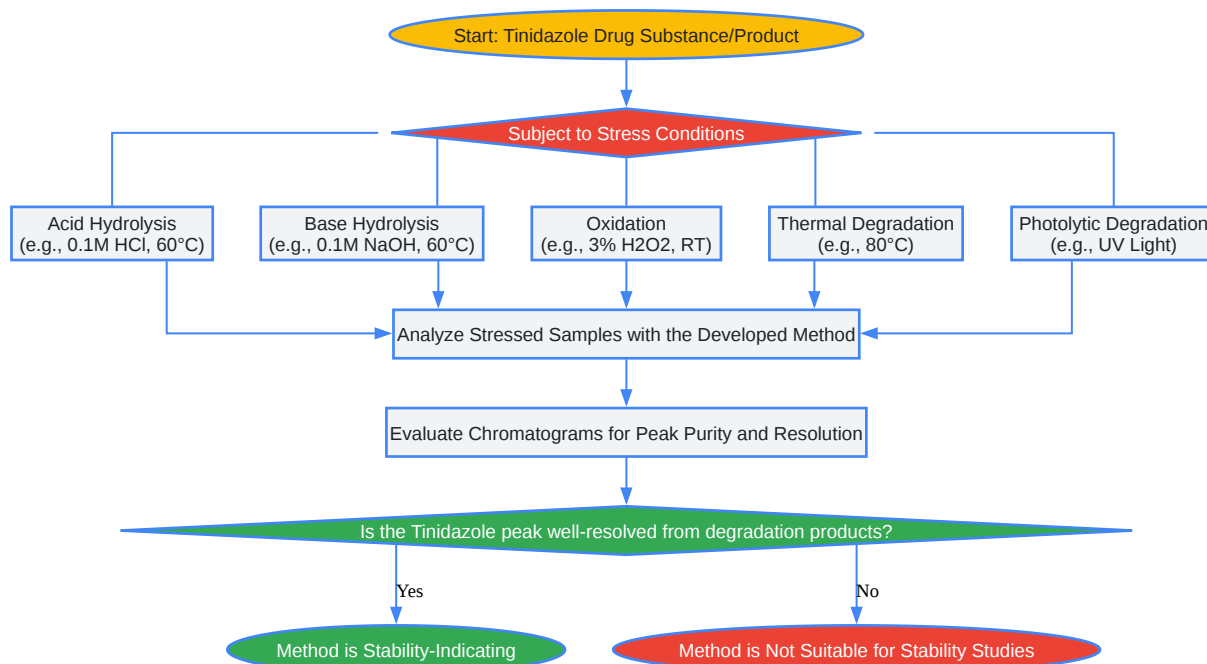 Start: Tinidazole Drug Substance/Product
Subject to Stress Conditions
Acid Hydrolysis
(e.g., 0.1M HCl, 60°C)
Base Hydrolysis
(e.g., 0.1M NaOH, 60°C)
Oxidation
(e.g., 3% H2O2, RT)
Thermal Degradation
(e.g., 80°C)
Photolytic Degradation
(e.g., UV Light)
Analyze Stressed Samples with the Developed Method
Evaluate Chromatograms for Peak Purity and Resolution
Is the Tinidazole peak well-resolved from degradation products?
Yes
No
Method is Stability-Indicating
Method is Not Suitable for Stability Studies